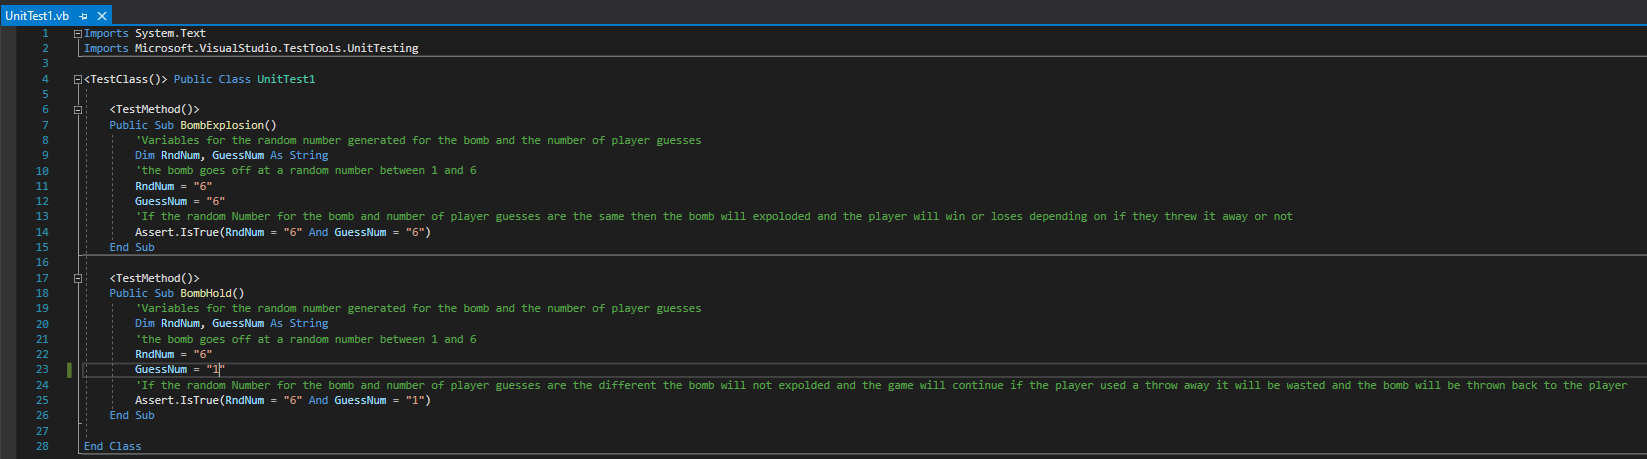 UnitTest1.vb
1 Imports System.Text
2 Imports Microsoft.VisualStudio.TestTools.UnitTesting
3
4 <TestClass()> Public Class UnitTest1
5
6 <TestMethod()>
7 Public Sub BombExplosion()
8 'Variables for the random number generated for the bomb and the number of player guesses
9 Dim RndNum, GuessNum As String
10 'the bomb goes off at a random number between 1 and 6
11 RndNum = "6"
12 GuessNum = "6"
13 'If the random Number for the bomb and number of player guesses are the same then the bomb will expoloded and the player will win or loses depending on if they threw it away or not
14 Assert.IsTrue(RndNum = "6" And GuessNum = "6")
15 End Sub
16
17 <TestMethod()>
18 Public Sub BombHold()
19 'Variables for the random number generated for the bomb and the number of player guesses
20 Dim RndNum, GuessNum As String
21 'the bomb goes off at a random number between 1 and 6
22 RndNum = "6"
23 GuessNum = "1"
24 'If the random Number for the bomb and number of player guesses are the different the bomb will not expolded and the game will continue if the player used a throw away it will be wasted and the bomb will be thrown back to the player
25 Assert.IsTrue(RndNum = "6" And GuessNum = "1")
26 End Sub
27
28 End Class